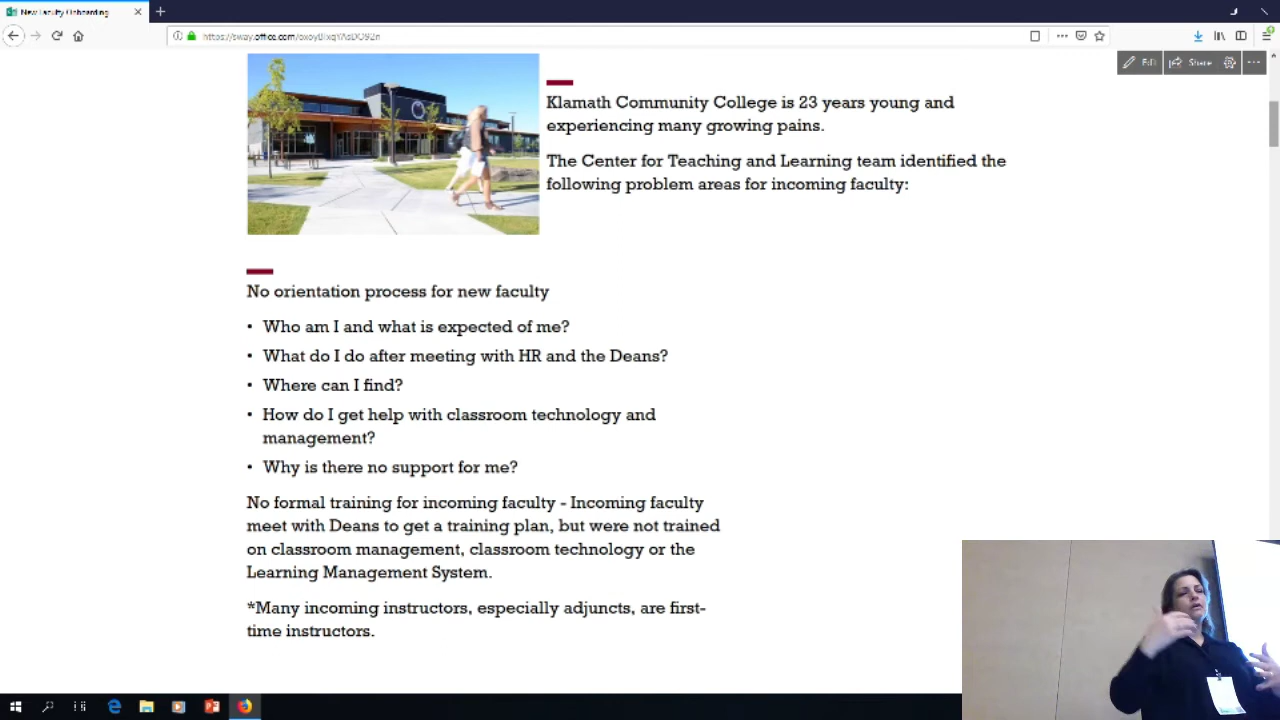 New Faculty Onboarding
https://sway.office.com/
Edit
Share
Klamath Community College is 23 years young and
experiencing many growing pains.
The Center for Teaching and Learning team identified the
following problem areas for incoming faculty:
No orientation process for new faculty
• Who am I and what is expected of me?
• What do I do after meeting with HR and the Deans?
• Where can I find?
• How do I get help with classroom technology and
management?
• Why is there no support for me?
No formal training for incoming faculty - Incoming faculty
meet with Deans to get a training plan, but were not trained
on classroom management, classroom technology or the
Learning Management System.
*Many incoming instructors, especially adjuncts, are first-
time instructors.